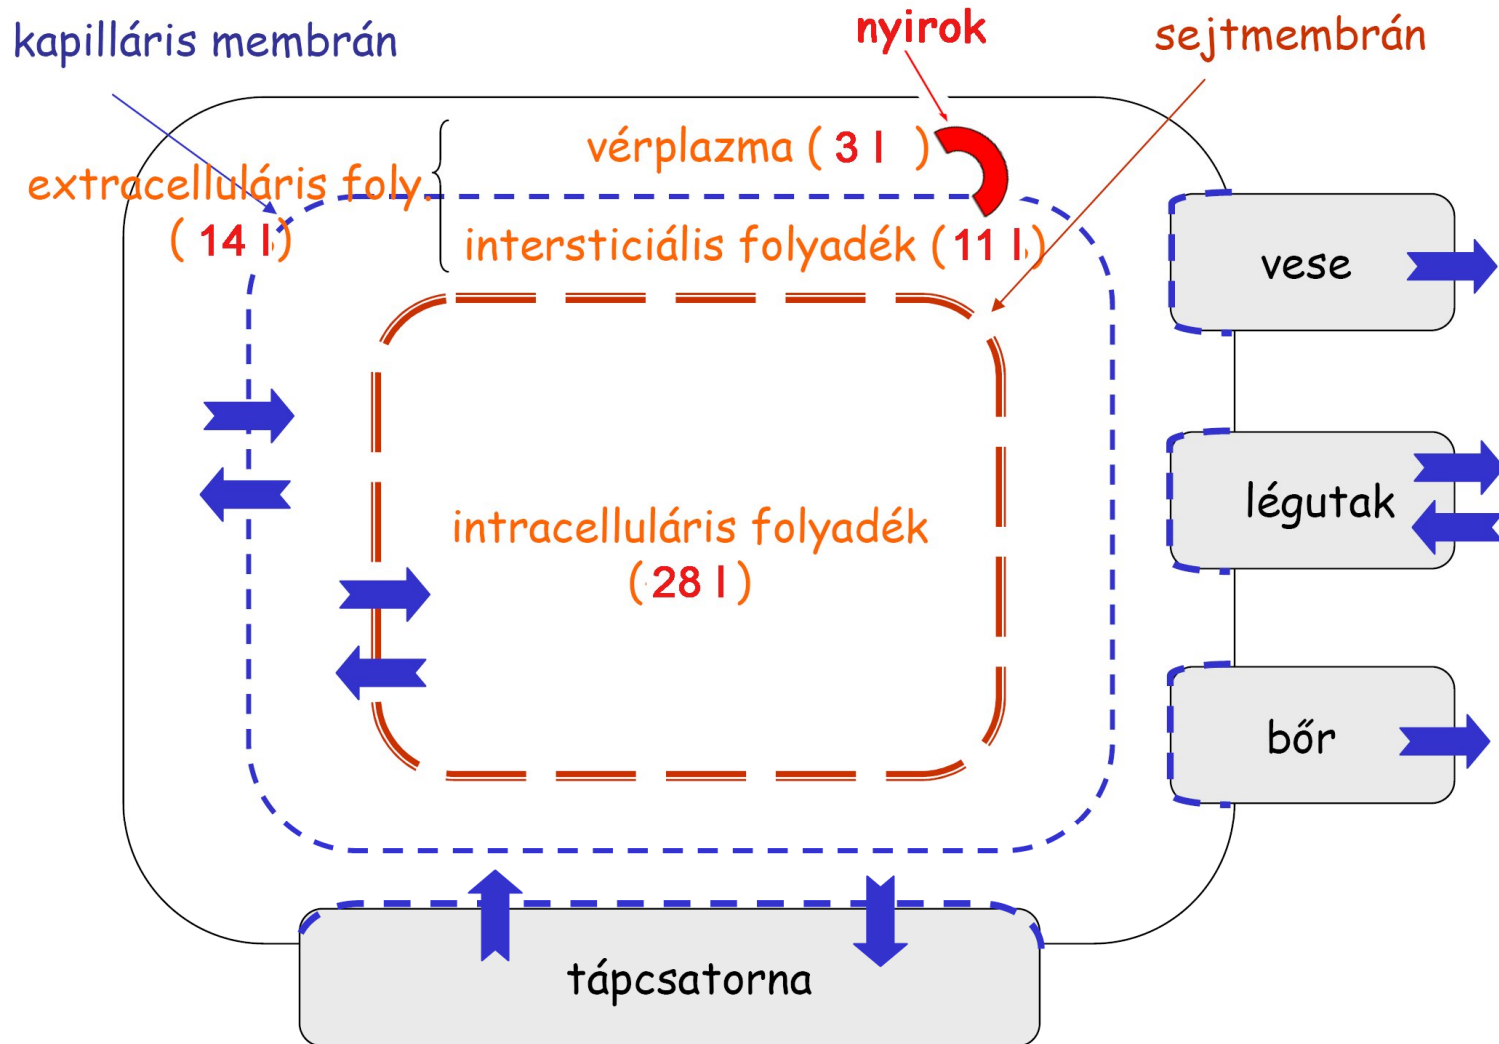 kapilláris membrán
nyirok
sejtmembrán
vérplazma ( 3 l )
extracelluláris foly.
( 14 l )
intersticiális folyadék ( 11 l )
vese
légutak
intracelluláris folyadék
( 28 l )
bőr
tápcsatorna